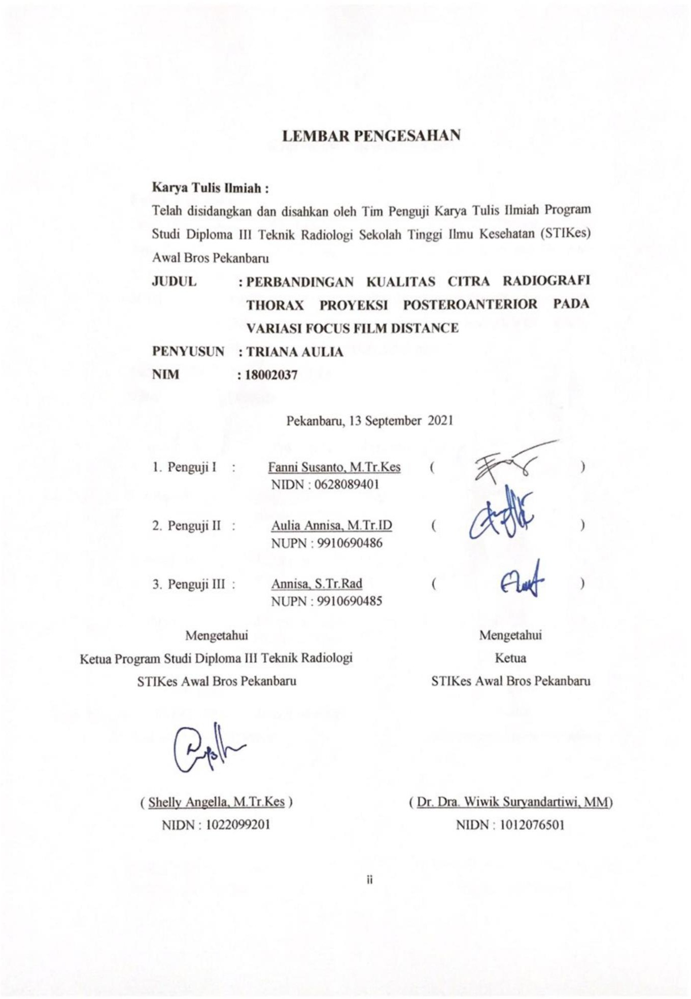 LEMBAR PENGESAHAN
Karya Tulis Ilmiah :
Telah disidangkan dan disahkan oleh Tim Penguji Karya Tulis Ilmiah Program
Studi Diploma III Teknik Radiologi Sekolah Tinggi Ilmu Kesehatan (STIKes)
Awal Bros Pekanbaru
JUDUL : PERBANDINGAN KUALITAS CITRA RADIOGRAFI
THORAX PROYEKSI POSTEROANTERIOR PADA
VARIASI FOCUS FILM DISTANCE
PENYUSUN : TRIANA AULIA
NIM : 18002037
Pekanbaru, 13 September 2021
1. Penguji I : Fanni Susanto, M.Tr.Kes ( )
NIDN : 0628089401
2. Penguji II : Aulia Annisa, M.Tr.ID ( )
NUPN : 9910690486
3. Penguji III : Annisa, S.Tr.Rad ( )
NUPN : 9910690485
Mengetahui Mengetahui
Ketua Program Studi Diploma III Teknik Radiologi Ketua
STIKes Awal Bros Pekanbaru STIKes Awal Bros Pekanbaru
( Shelly Angella, M.Tr.Kes ) ( Dr. Dra. Wiwik Suryandartiwi, MM)
NIDN : 1022099201 NIDN : 1012076501
ii